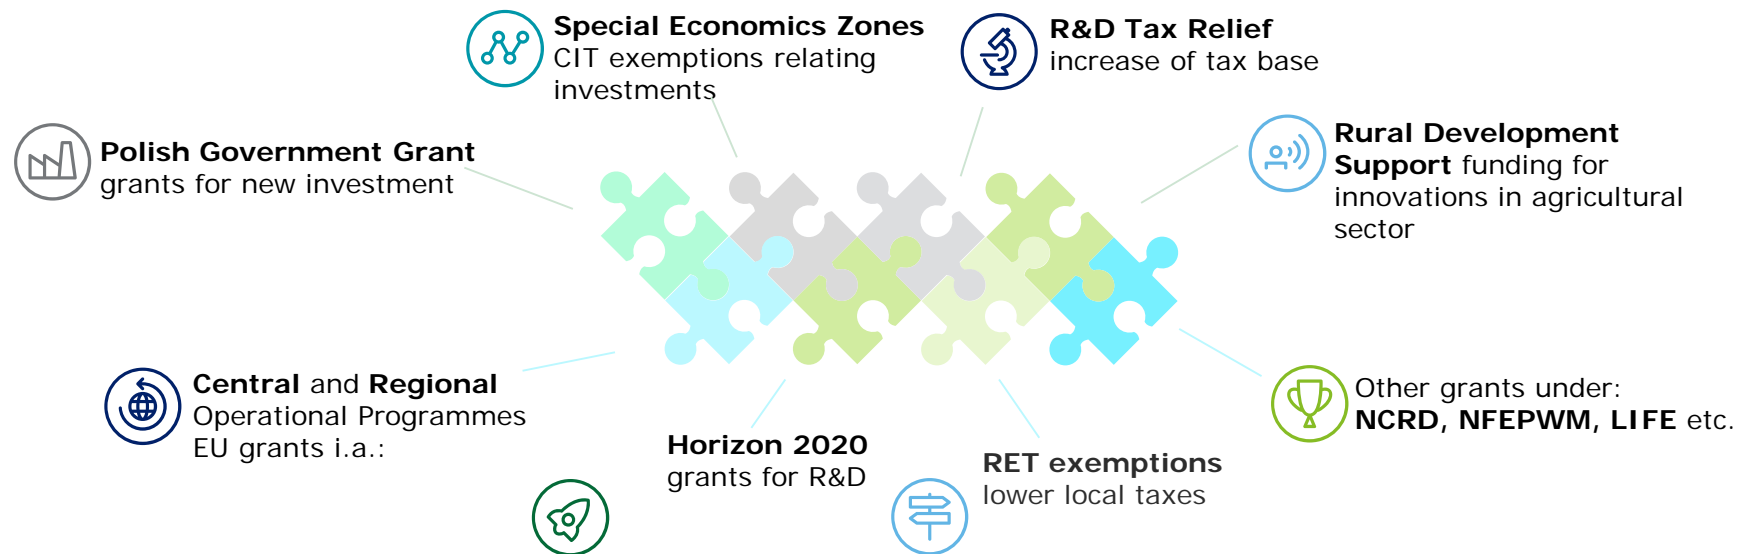 Special Economics Zones
CIT exemptions relating
investments
R&D Tax Relief
increase of tax base
Polish Government Grant
grants for new investment
Rural Development
Support funding for
innovations in agricultural
sector
Central and Regional
Operational Programmes
EU grants i.a.:
Horizon 2020
grants for R&D
RET exemptions
lower local taxes
Other grants under:
NCRD, NFEPWM, LIFE etc.